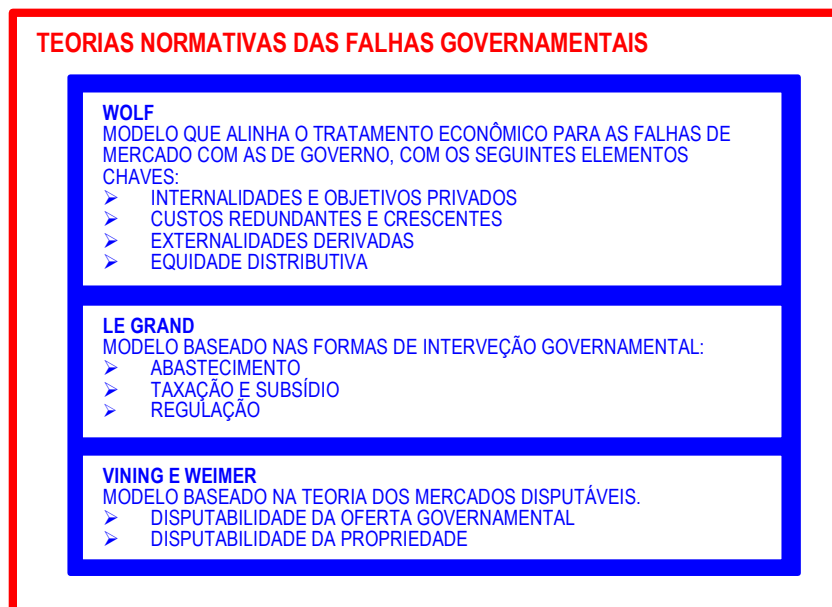 TEORIAS NORMATIVAS DAS FALHAS GOVERNAMENTAIS
WOLF
MODELO QUE ALINHA O TRATAMENTO ECONÔMICO PARA AS FALHAS DE
MERCADO COM AS DE GOVERNO, COM OS SEGUINTES ELEMENTOS
CHAVES:
➢ INTERNALIDADES E OBJETIVOS PRIVADOS
➢ CUSTOS REDUNDANTES E CRESCENTES
➢ EXTERNALIDADES DERIVADAS
➢ EQUIDADE DISTRIBUTIVA
LE GRAND
MODELO BASEADO NAS FORMAS DE INTERVEÇÃO GOVERNAMENTAL:
➢ ABASTECIMENTO
➢ TAXAÇÃO E SUBSÍDIO
➢ REGULAÇÃO
VINING E WEIMER
MODELO BASEADO NA TEORIA DOS MERCADOS DISPUTÁVEIS.
➢ DISPUTABILIDADE DA OFERTA GOVERNAMENTAL
➢ DISPUTABILIDADE DA PROPRIEDADE